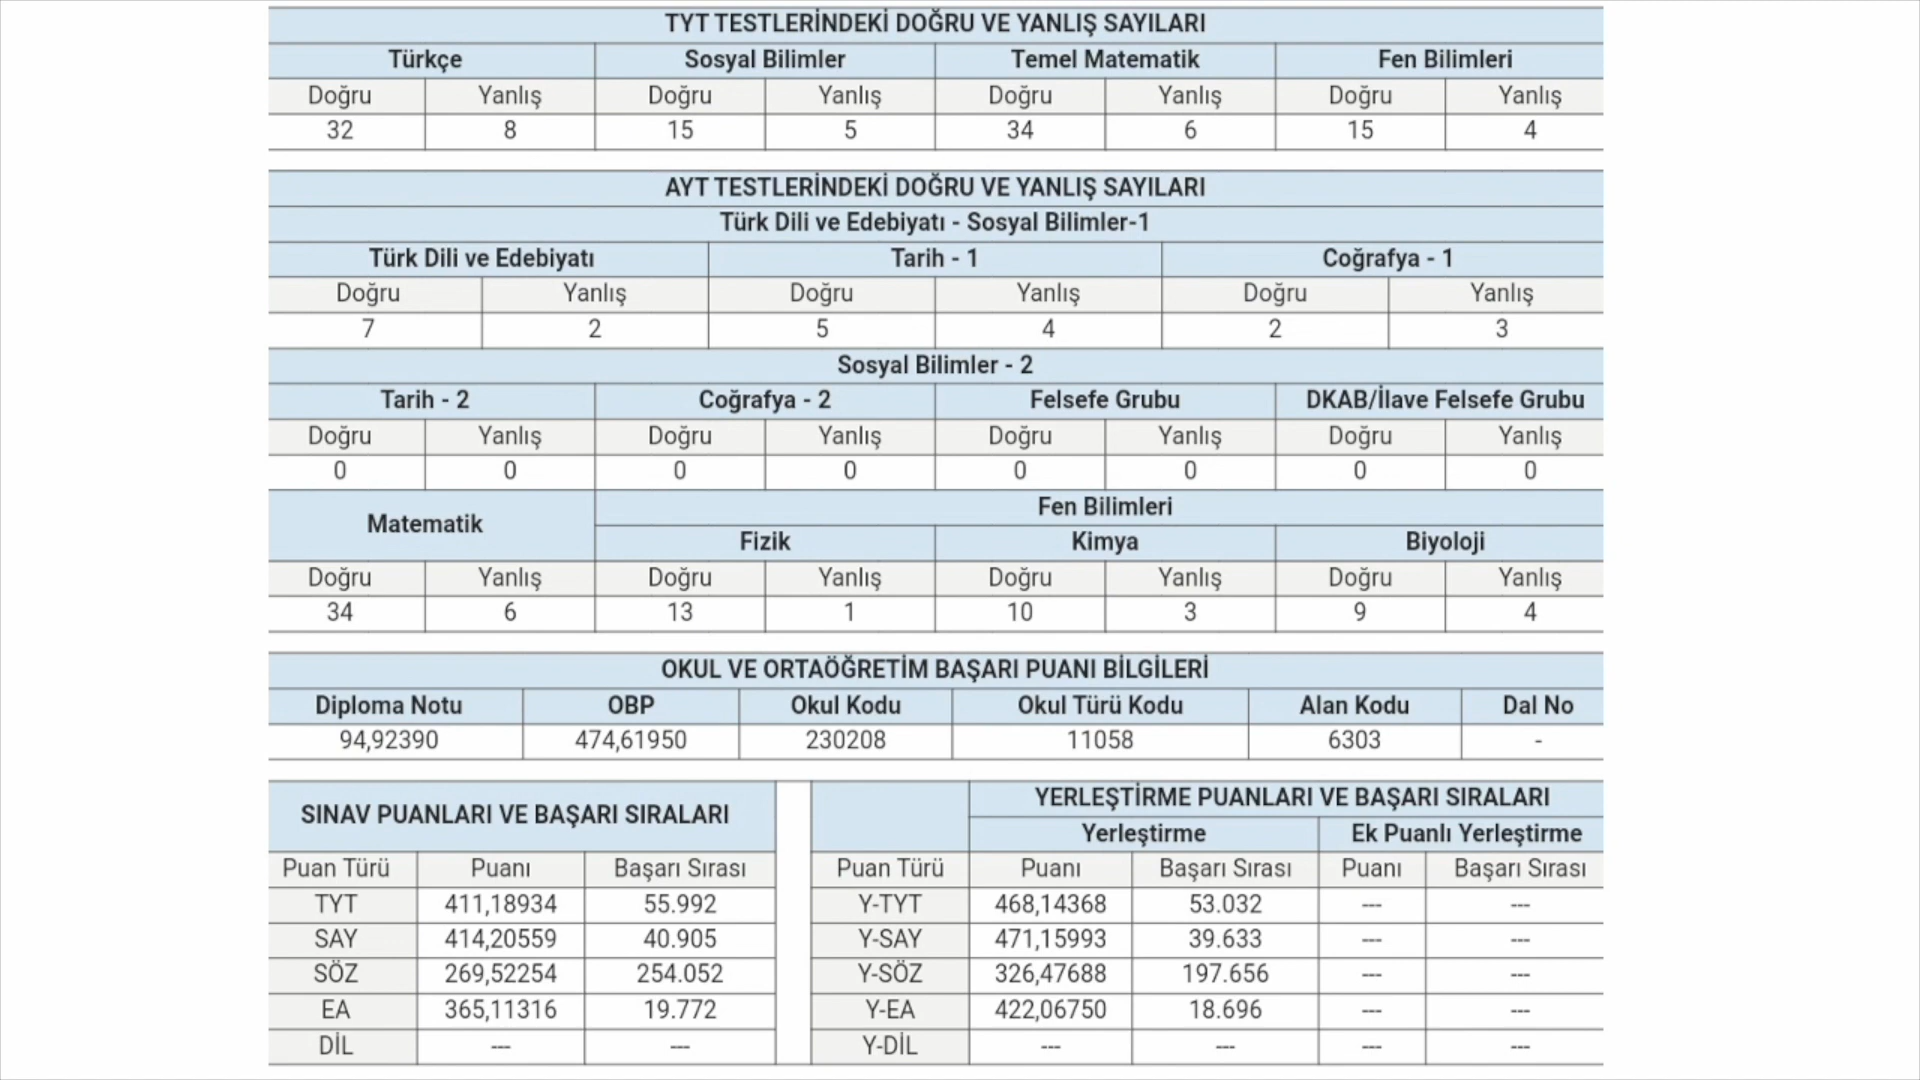 TYT TESTLERİNDEKİ DOĞRU VE YANLIŞ SAYILARI
Türkçe Sosyal Bilimler Temel Matematik Fen Bilimleri
Doğru Yanlış Doğru Yanlış Doğru Yanlış Doğru Yanlış
32 8 15 5 34 6 15 4
AYT TESTLERİNDEKİ DOĞRU VE YANLIŞ SAYILARI
Türk Dili ve Edebiyatı - Sosyal Bilimler-1
Türk Dili ve Edebiyatı Tarih - 1 Coğrafya - 1
Doğru Yanlış Doğru Yanlış Doğru Yanlış
7 2 5 4 2 3
Sosyal Bilimler - 2
Tarih - 2 Coğrafya - 2 Felsefe Grubu DKAB/İlave Felsefe Grubu
Doğru Yanlış Doğru Yanlış Doğru Yanlış Doğru Yanlış
0 0 0 0 0 0 0 0
Matematik Fen Bilimleri
Fizik Kimya Biyoloji
Doğru Yanlış Doğru Yanlış Doğru Yanlış Doğru Yanlış
34 6 13 1 10 3 9 4
OKUL VE ORTAÖĞRETİM BAŞARI PUANI BİLGİLERİ
Diploma Notu OBP Okul Kodu Okul Türü Kodu Alan Kodu Dal No
94,92390 474,61950 230208 11058 6303 -
SINAV PUANLARI VE BAŞARI SIRALARI
Puan Türü Puanı Başarı Sırası
TYT 411,18934 55.992
SAY 414,20559 40.905
SÖZ 269,52254 254.052
EA 365,11316 19.772
DİL --- ---
YERLEŞTİRME PUANLARI VE BAŞARI SIRALARI
Yerleştirme Ek Puanlı Yerleştirme
Puan Türü Puanı Başarı Sırası Puanı Başarı Sırası
Y-TYT 468,14368 53.032 --- ---
Y-SAY 471,15993 39.633 --- ---
Y-SÖZ 326,47688 197.656 --- ---
Y-EA 422,06750 18.696 --- ---
Y-DİL --- --- --- ---